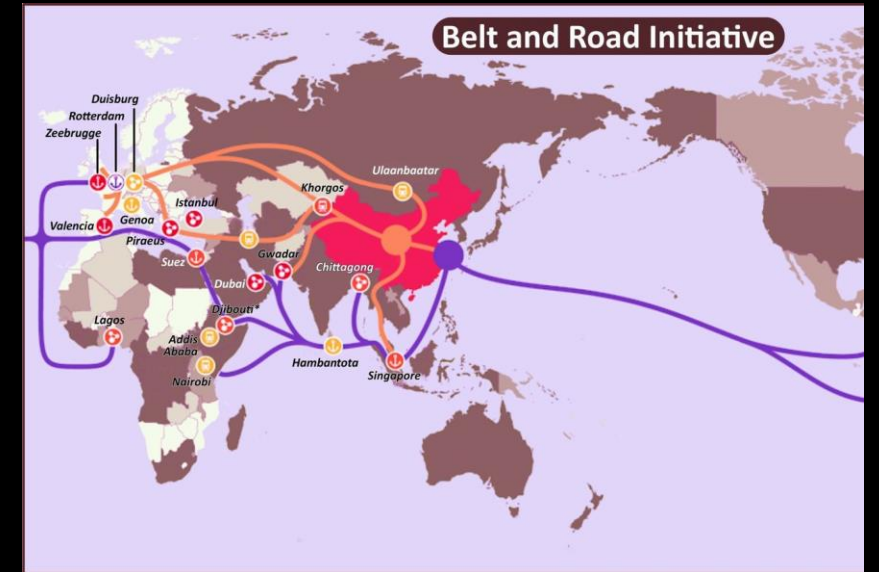 Belt and Road Initiative
Duisburg
Rotterdam
Zeebrugge
Ulaanbaatar
Khorgos
Istanbul
Valencia
Genoa
Piraeus
Suez
Gwadar
Dubai
Chittagong
Djibouti*
Lagos
Addis
Ababa
Nairobi
Hambantota
Singapore